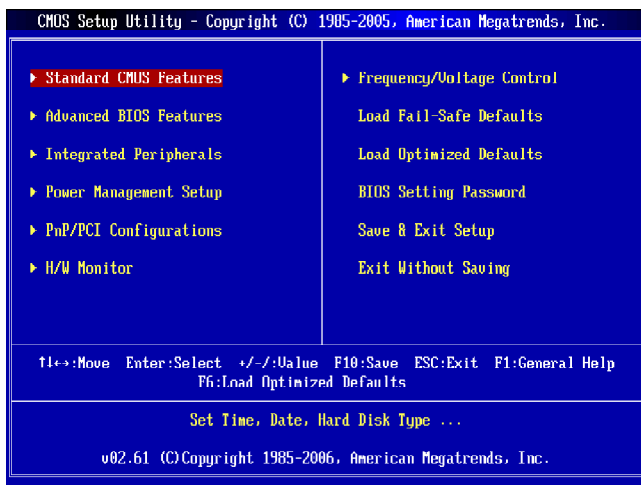 CMOS Setup Utility - Copyright (C) 1985-2005, American Megatrends, Inc.
▶ Standard CMOS Features
▶ Advanced BIOS Features
▶ Integrated Peripherals
▶ Power Management Setup
▶ PnP/PCI Configurations
▶ H/W Monitor
▶ Frequency/Voltage Control
Load Fail-Safe Defaults
Load Optimized Defaults
BIOS Setting Password
Save & Exit Setup
Exit Without Saving
↑↓←→:Move Enter:Select +/-/:Value F10:Save ESC:Exit F1:General Help
F6:Load Optimized Defaults
Set Time, Date, Hard Disk Type ...
v02.61 (C)Copyright 1985-2006, American Megatrends, Inc.